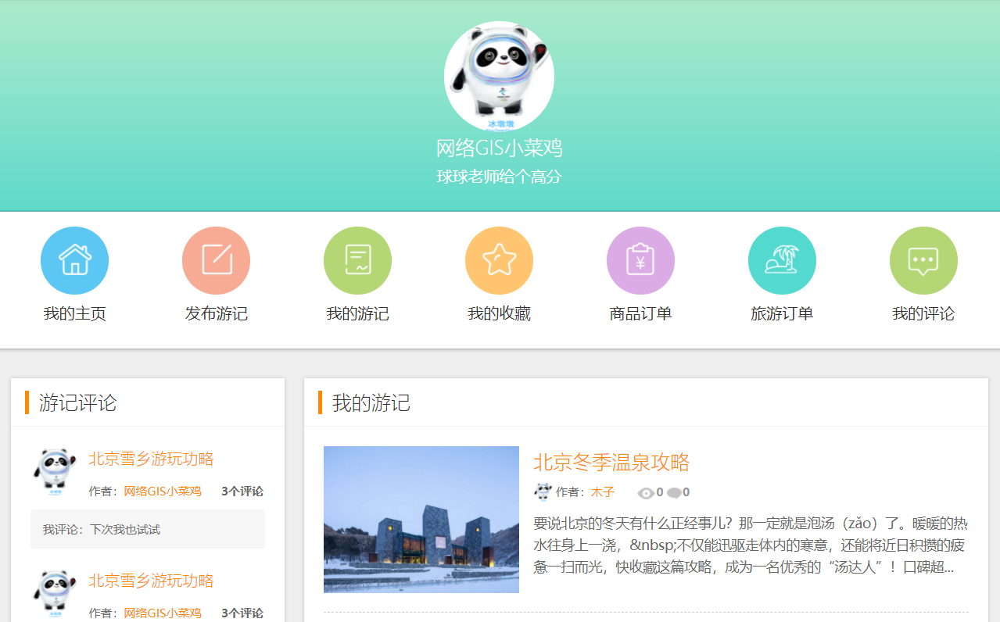 冰墩墩
网络GIS小菜鸡
球球老师给个高分
我的主页
发布游记
我的游记
我的收藏
商品订单
旅游订单
我的评论
游记评论
北京雪乡游玩功略
作者：网络GIS小菜鸡 3个评论
我评论：下次我也试试
北京雪乡游玩功略
作者：网络GIS小菜鸡 3个评论
我的游记
北京冬季温泉攻略
作者：木子 0 0
要说北京的冬天有什么正经事儿？那一定就是泡汤（zǎo）了。暖暖的热
水往身上一浇，&nbsp;不仅能迅驱走体内的寒意，还能将近日积攒的疲
惫一扫而光，快收藏这篇攻略，成为一名优秀的“汤达人”！口碑超...